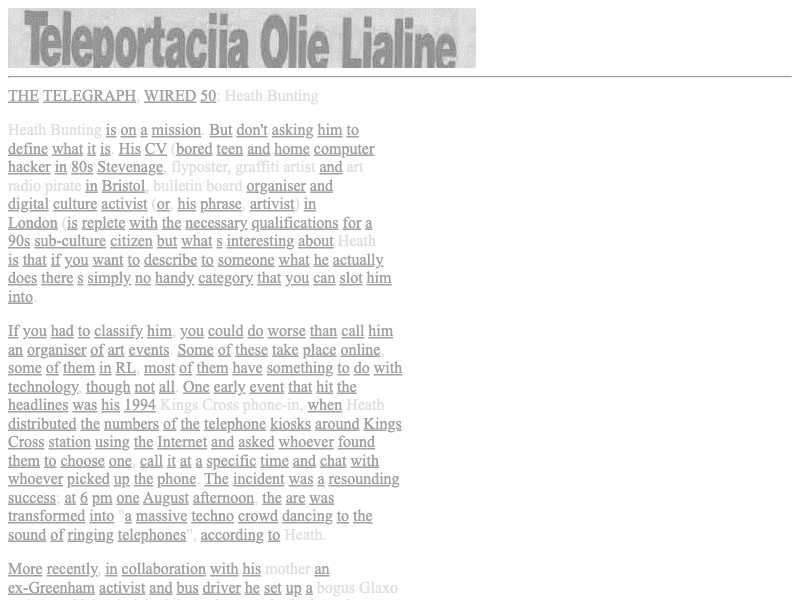 Teleportacija Olie Lialine
THE TELEGRAPH, WIRED 50: Heath Bunting
Heath Bunting is on a mission. But don't asking him to
define what it is. His CV (bored teen and home computer
hacker in 80s Stevenage, flyposter, graffiti artist and art
radio pirate in Bristol, bulletin board organiser and
digital culture activist (or, his phrase, artivist) in
London (is replete with the necessary qualifications for a
90s sub-culture citizen but what s interesting about Heath
is that if you want to describe to someone what he actually
does there s simply no handy category that you can slot him
into.
If you had to classify him, you could do worse than call him
an organiser of art events. Some of these take place online,
some of them in RL, most of them have something to do with
technology, though not all. One early event that hit the
headlines was his 1994 Kings Cross phone-in, when Heath
distributed the numbers of the telephone kiosks around Kings
Cross station using the Internet and asked whoever found
them to choose one, call it at a specific time and chat with
whoever picked up the phone. The incident was a resounding
success; at 6 pm one August afternoon, the are was
transformed into "a massive techno crowd dancing to the
sound of ringing telephones", according to Heath.
More recently, in collaboration with his mother an
ex-Greenham activist and bus driver he set up a bogus Glaxo